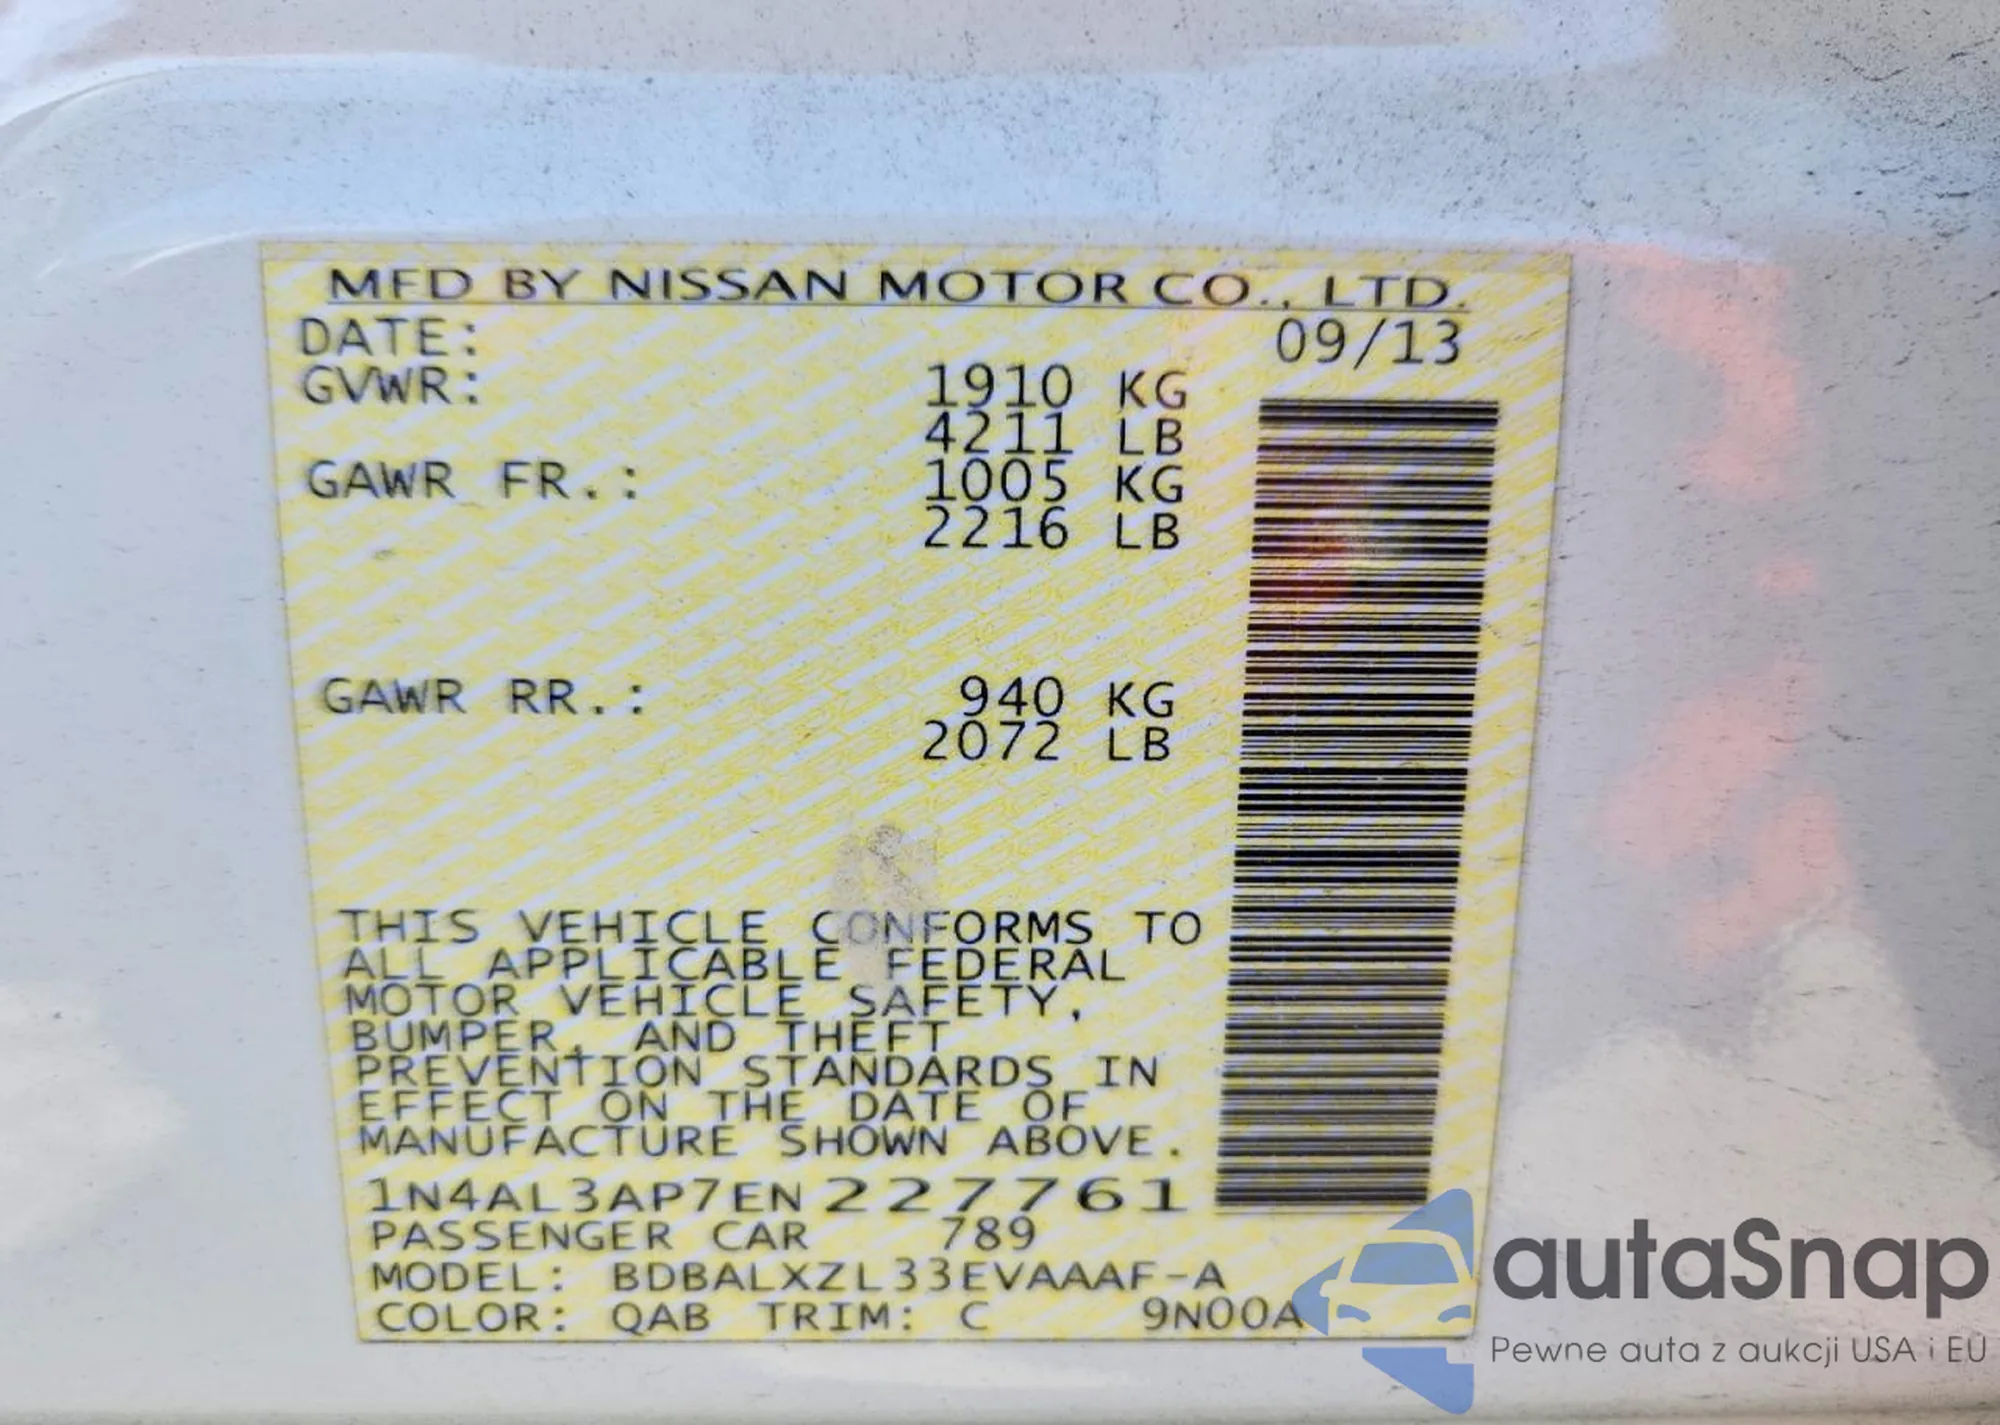 MFD BY NISSAN MOTOR CO., LTD.
DATE: 09/13
GVWR: 1910 KG
4211 LB
GAWR FR.: 1005 KG
2216 LB
GAWR RR.: 940 KG
2072 LB
THIS VEHICLE CONFORMS TO
ALL APPLICABLE FEDERAL
MOTOR VEHICLE SAFETY,
BUMPER, AND THEFT
PREVENTION STANDARDS IN
EFFECT ON THE DATE OF
MANUFACTURE SHOWN ABOVE.
1N4AL3AP7EN227761
PASSENGER CAR 789
MODEL: BDBALXZL33EVAAAF-A
COLOR: QAB TRIM: C 9N00A
autaSnap
Pewne auta z aukcji USA i EU